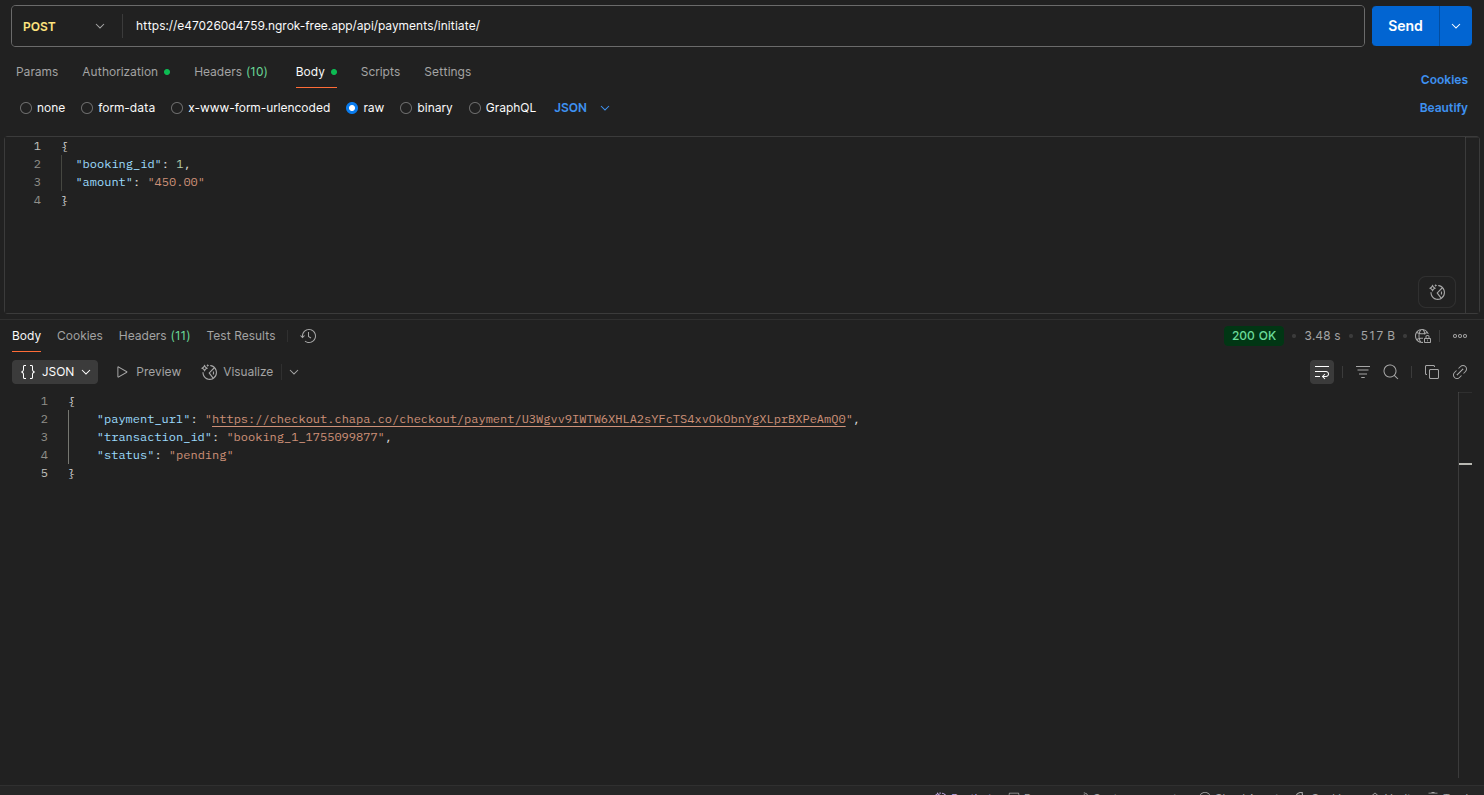 POST https://e470260d4759.ngrok-free.app/api/payments/initiate/ Send
Params Authorization Headers (10) Body Scripts Settings Cookies
none form-data x-www-form-urlencoded raw binary GraphQL JSON Beautify
1 {
2 "booking_id": 1,
3 "amount": "450.00"
4 }
Body Cookies Headers (11) Test Results 200 OK • 3.48 s • 517 B •
{} JSON Preview Visualize
1 {
2 "payment_url": "https://checkout.chapa.co/checkout/payment/U3Wgvv9IWTW6XHLA2sYFcTS4xvOkObnYgXLprBXPeAmQ0",
3 "transaction_id": "booking_1_1755099877",
4 "status": "pending"
5 }